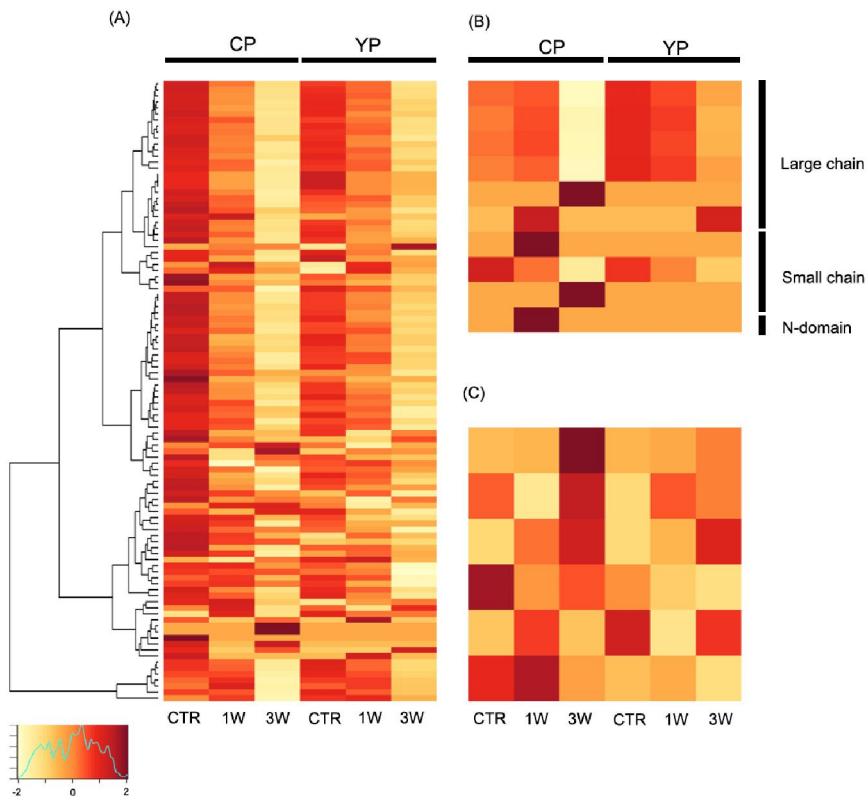 (A)
CP YP
CTR 1W 3W CTR 1W 3W
-2 0 2
(B)
CP YP
Large chain
Small chain
N-domain
(C)
CTR 1W 3W CTR 1W 3W